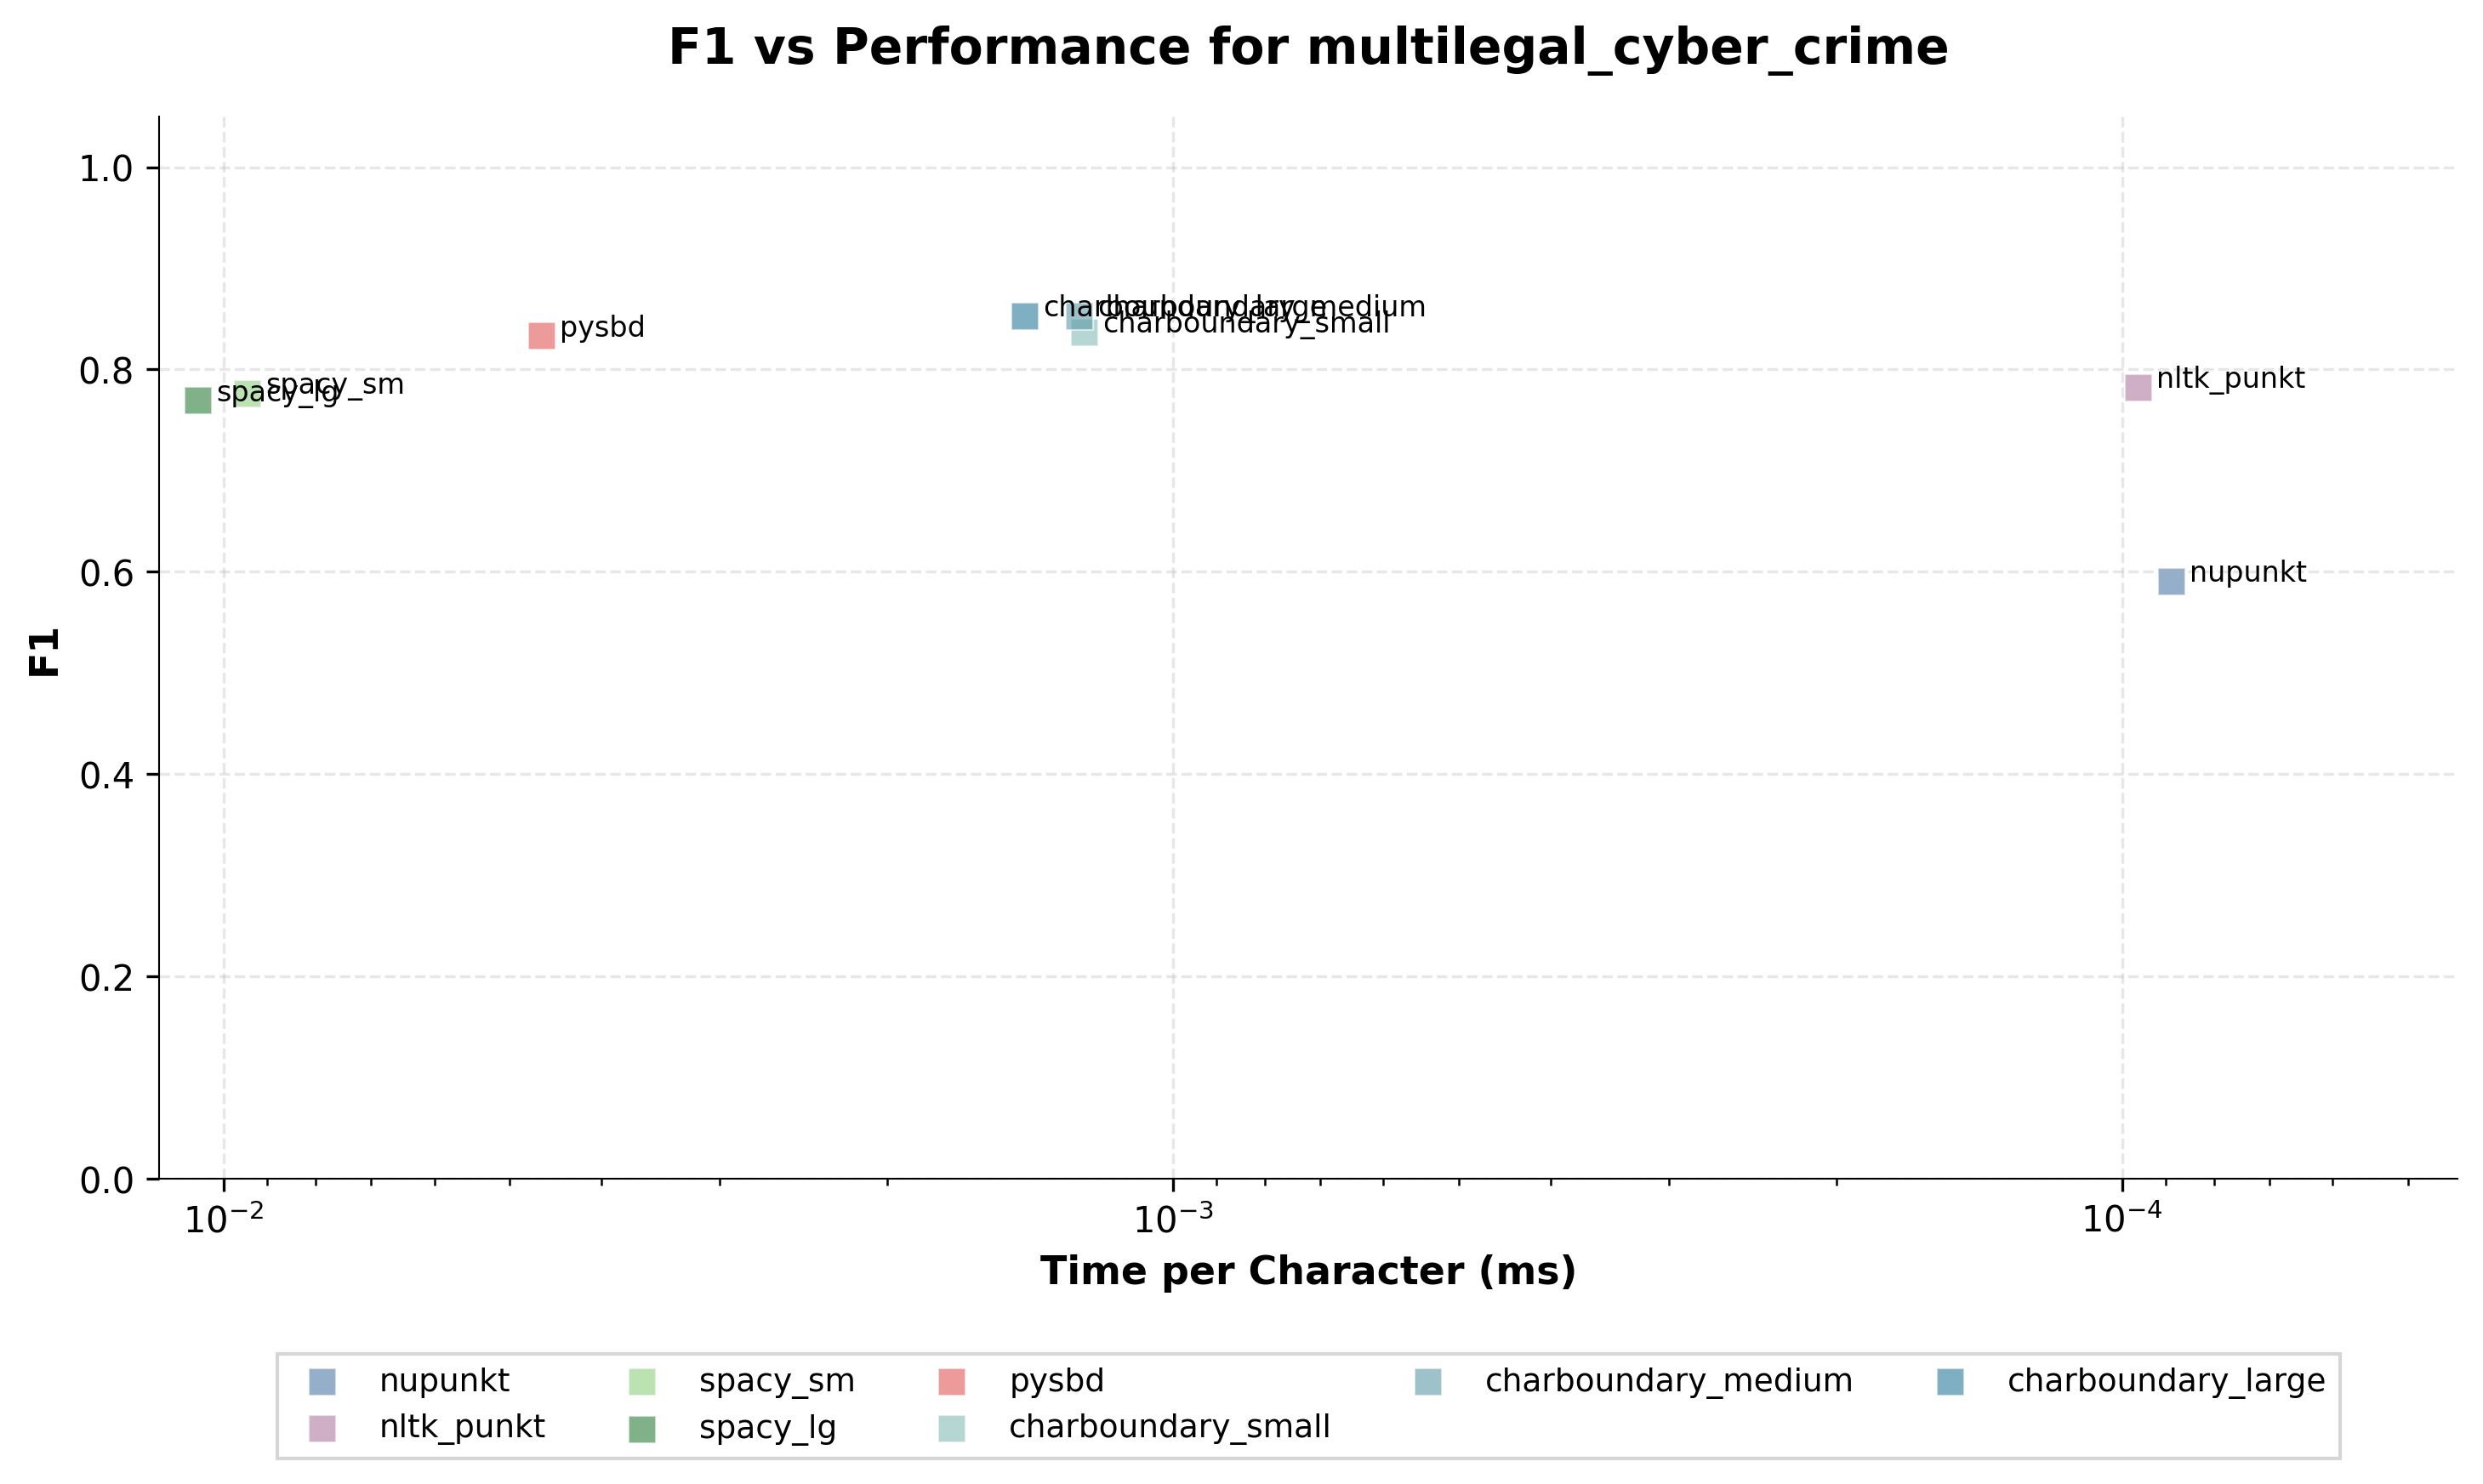 F1 vs Performance for multilegal_cyber_crime
F1
1.0
0.8
0.6
0.4
0.2
0.0
charboundary_large
charboundary_medium
charboundary_small
pysbd
spacy_sm
spacy_lg
nltk_punkt
nupunkt
10⁻² 10⁻³ 10⁻⁴
Time per Character (ms)
nupunkt spacy_sm pysbd charboundary_medium charboundary_large
nltk_punkt spacy_lg charboundary_small